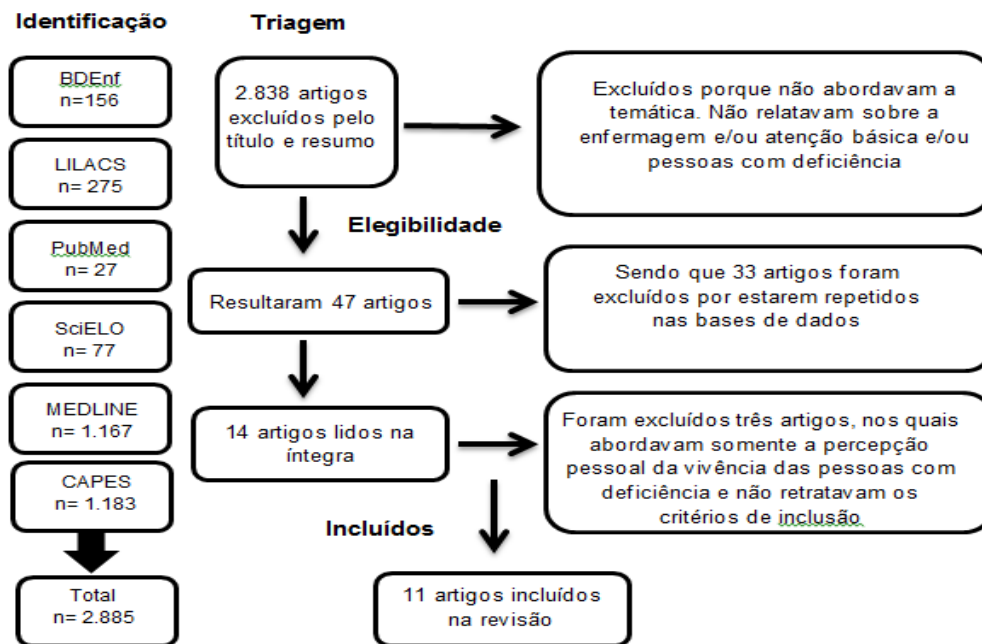 Identificação
BDEnf
n=156
LILACS
n= 275
PubMed
n= 27
SciELO
n= 77
MEDLINE
n= 1.167
CAPES
n= 1.183
Total
n= 2.885
Triagem
2.838 artigos
excluídos pelo
título e resumo
Excluídos porque não abordavam a
temática. Não relatavam sobre a
enfermagem e/ou atenção básica e/ou
pessoas com deficiência
Elegibilidade
Resultaram 47 artigos
Sendo que 33 artigos foram
excluídos por estarem repetidos
nas bases de dados
14 artigos lidos na
íntegra
Foram excluídos três artigos, nos quais
abordavam somente a percepção
pessoal da vivência das pessoas com
deficiência e não retratavam os
critérios de inclusão
Incluídos
11 artigos incluídos
na revisão